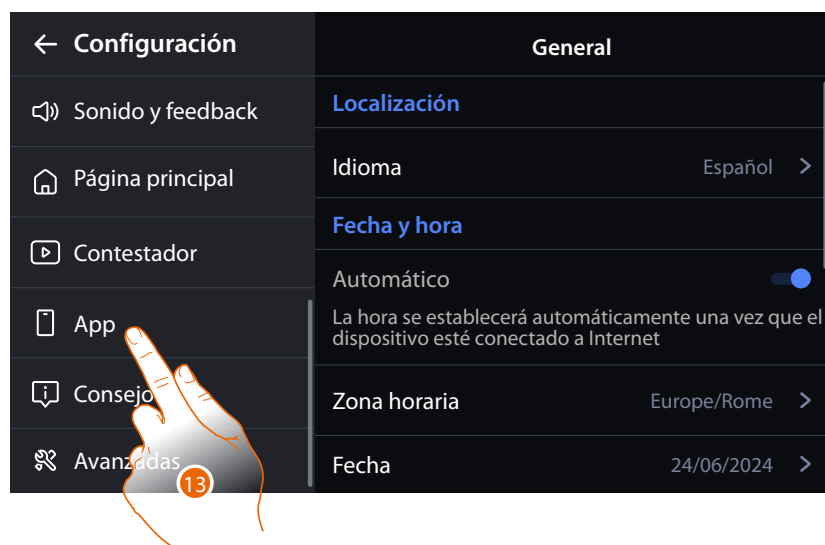 Configuración
Sonido y feedback
Página principal
Contestador
App
Consejo
Avanzadas
13
General
Localización
Idioma Español
Fecha y hora
Automático
La hora se establecerá automáticamente una vez que el
dispositivo esté conectado a Internet
Zona horaria Europe/Rome
Fecha 24/06/2024